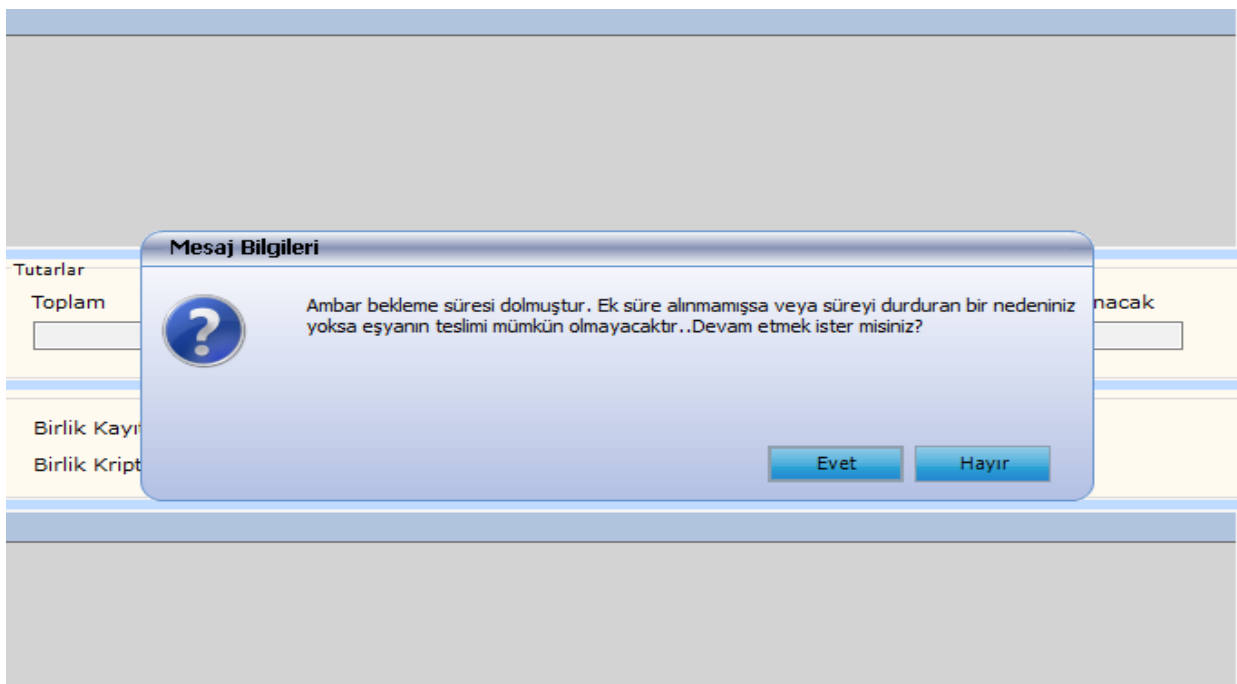 Mesaj Bilgileri
Tutarlar
Toplam
Ambar bekleme süresi dolmuştur. Ek süre alınmamışsa veya süreyi durduran bir nedeniniz
yoksa eşyanın teslimi mümkün olmayacaktır..Devam etmek ister misiniz?
nacak
Birlik Kayı
Birlik Kript
Evet Hayır